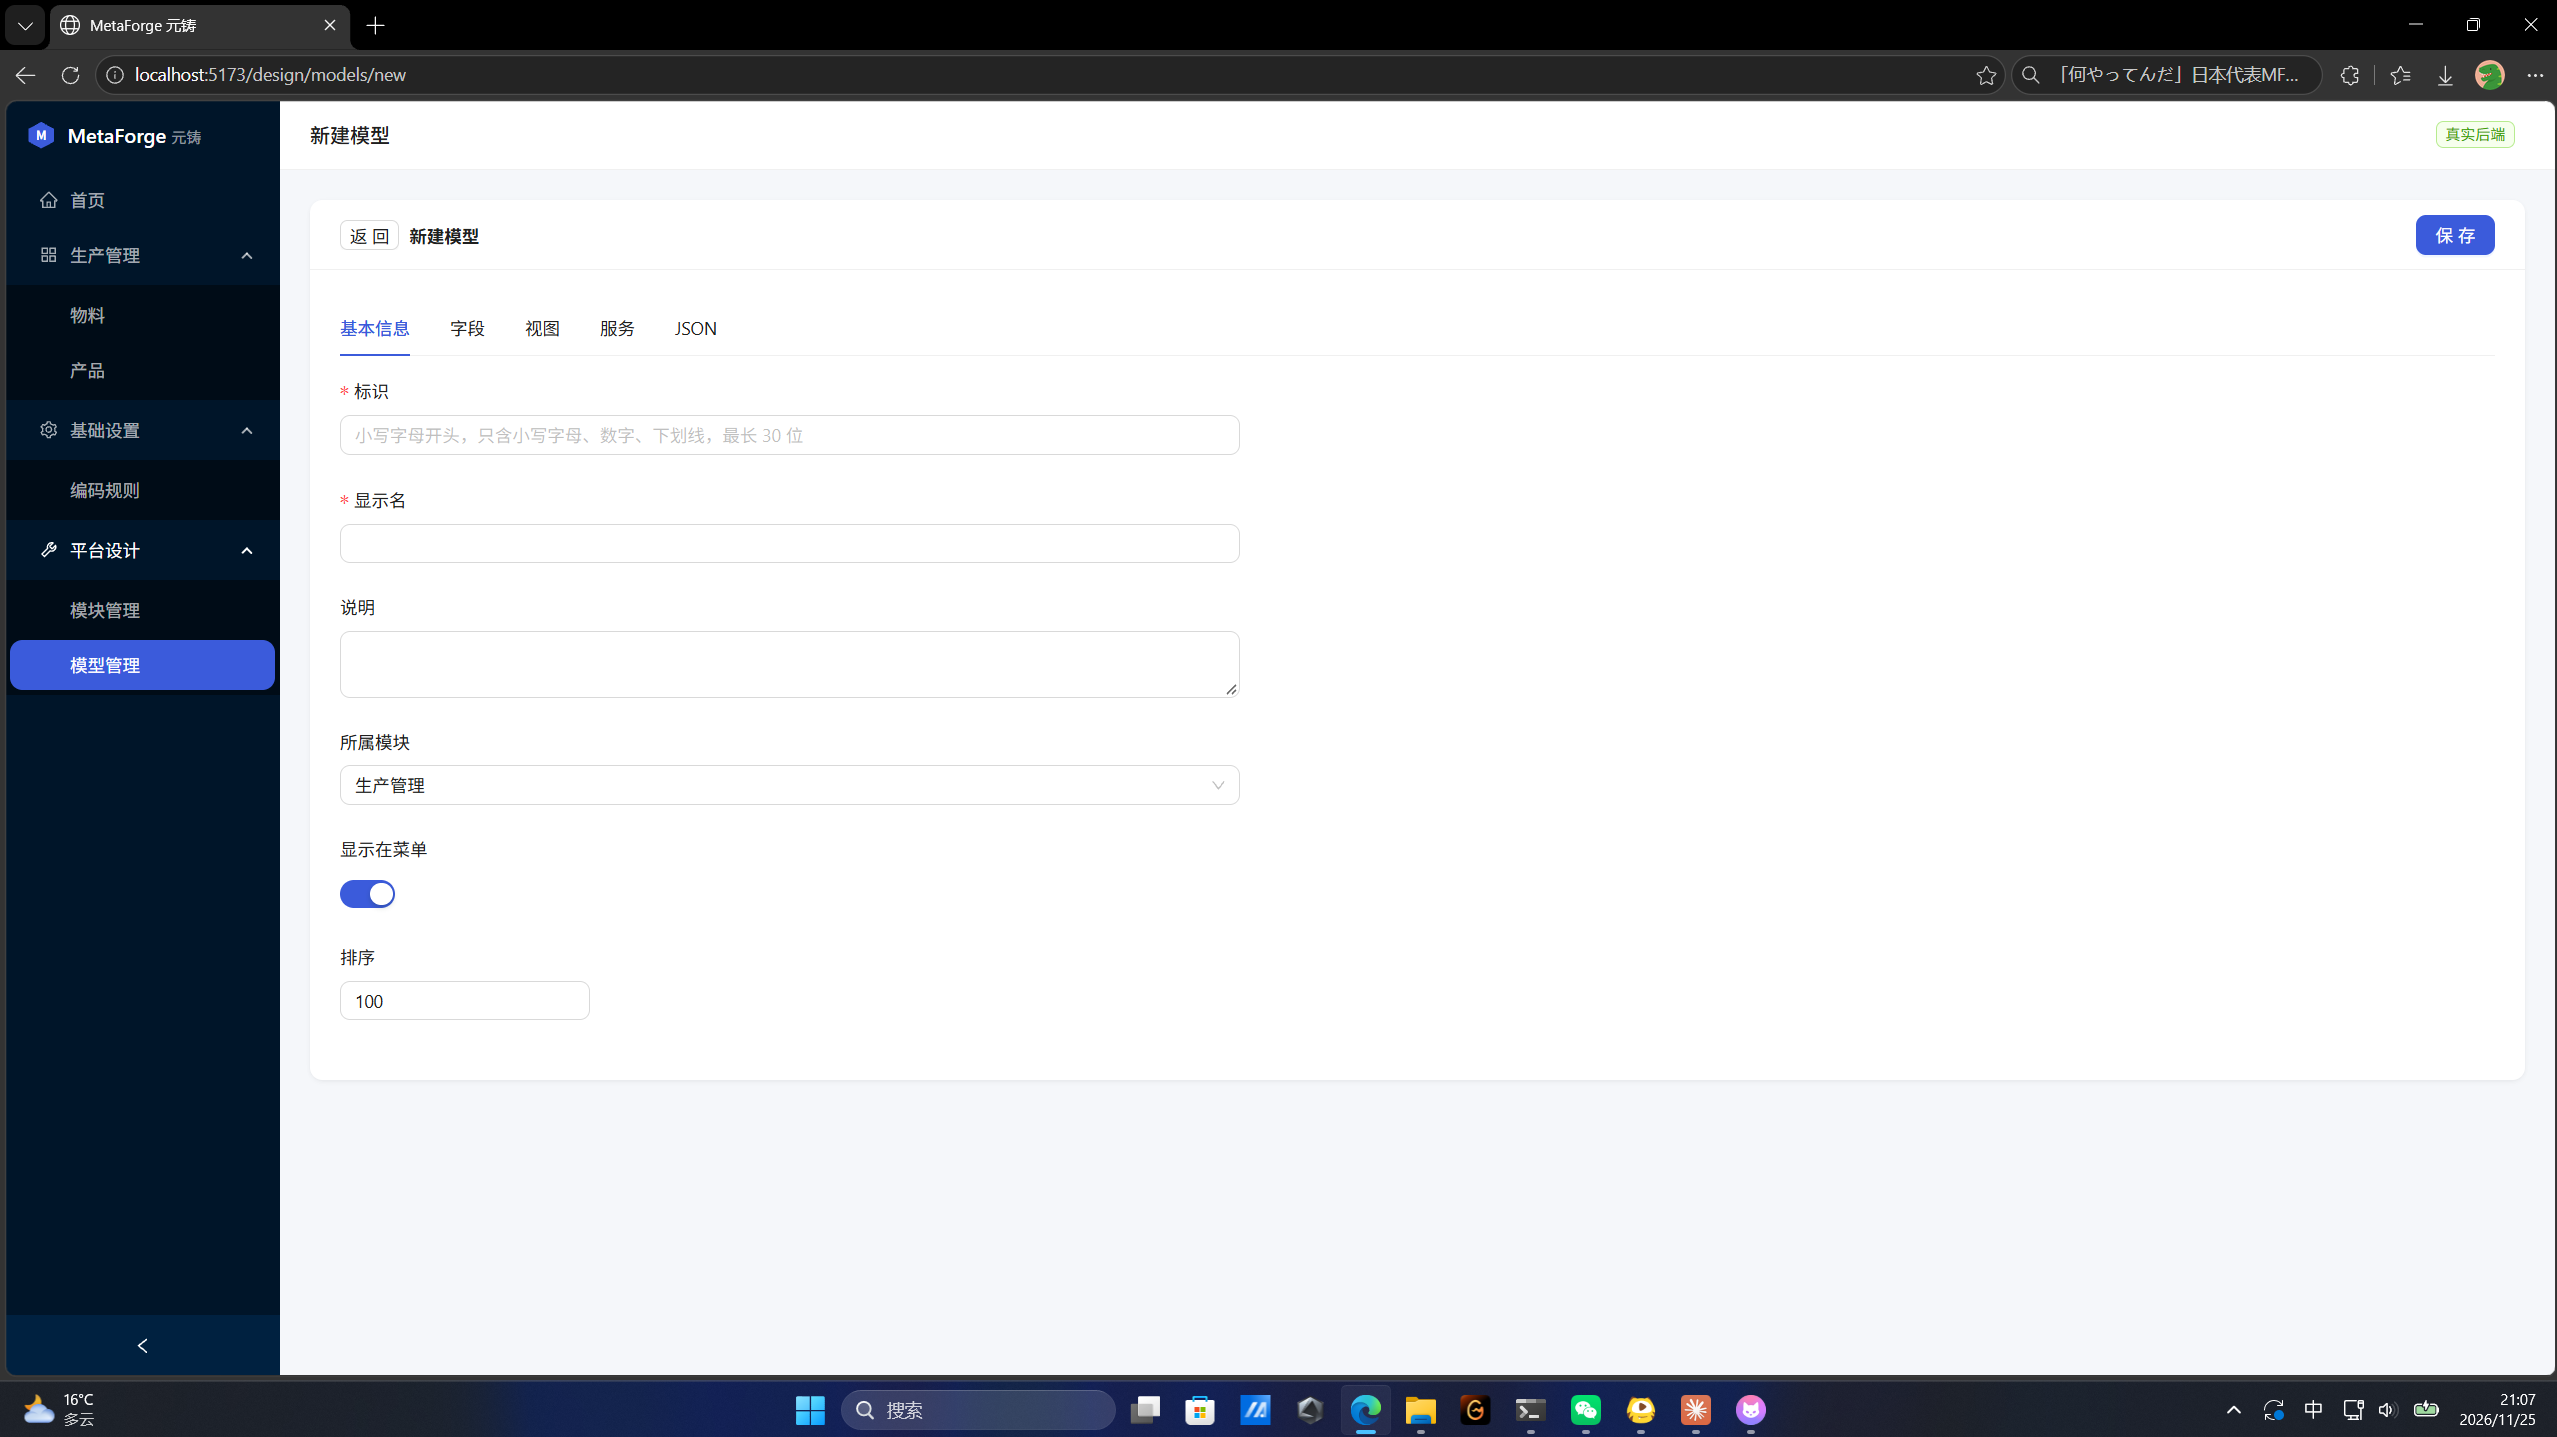 MetaForge 元铸
localhost:5173/design/models/new
「何やってんだ」日本代表MF...
M
MetaForge 元铸
首页
生产管理
物料
产品
基础设置
编码规则
平台设计
模块管理
模型管理
新建模型
真实后端
返 回
新建模型
保 存
基本信息 字段 视图 服务 JSON
* 标识
小写字母开头，只含小写字母、数字、下划线，最长 30 位
* 显示名
说明
所属模块
生产管理
显示在菜单
排序
100
16°C
多云
搜索
中
21:07
2026/11/25